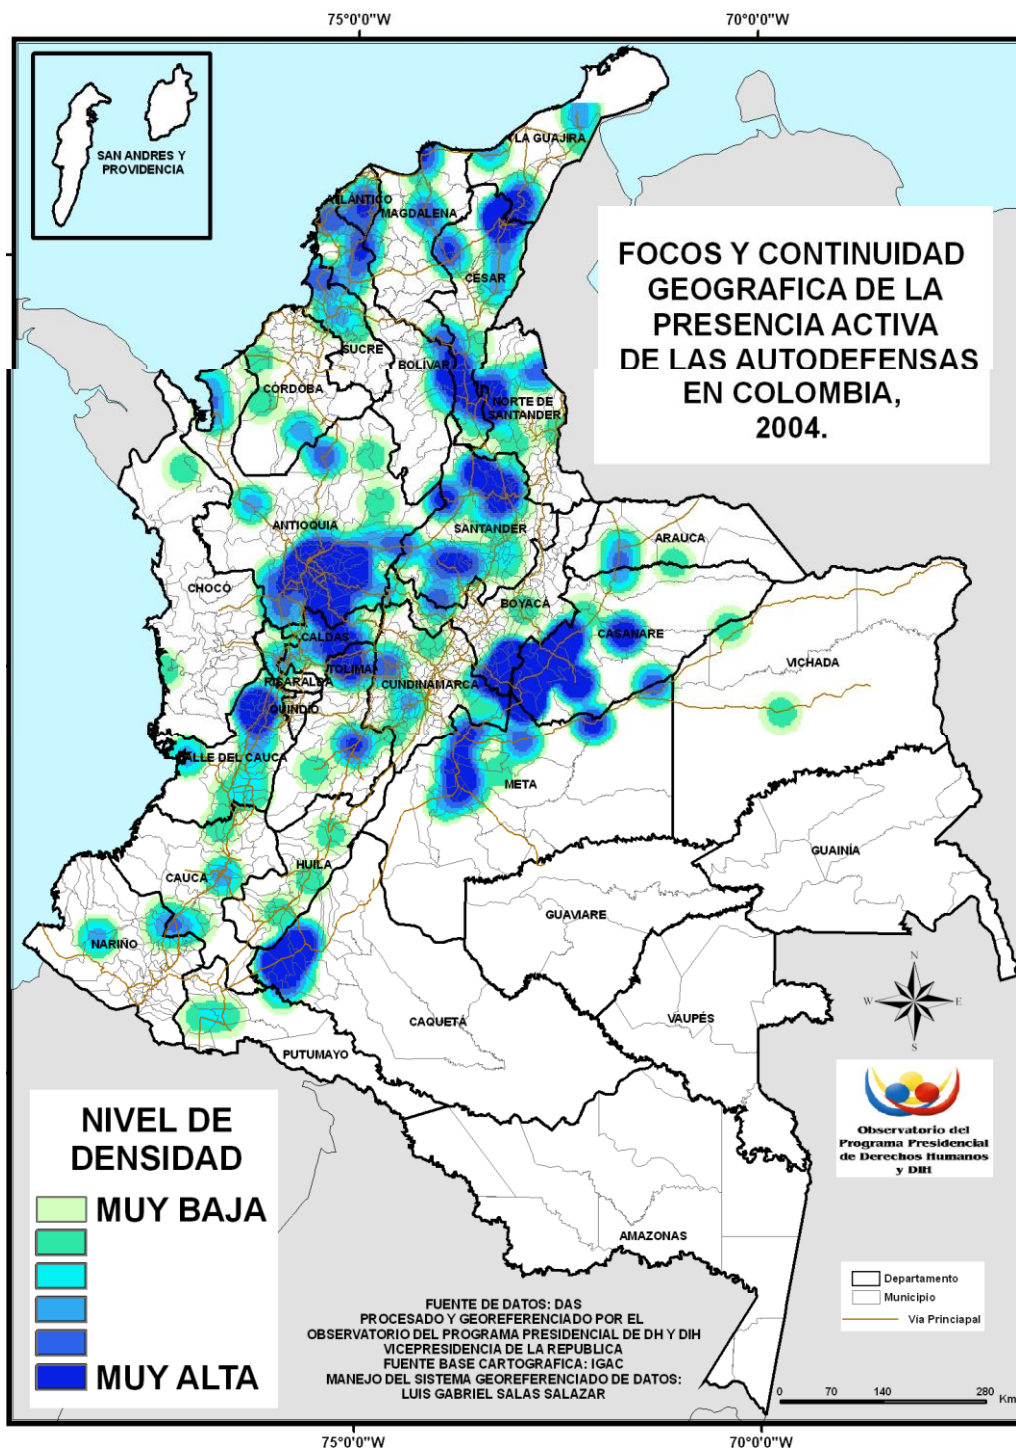 75°0'0"W
70°0'0"W
SAN ANDRES Y
PROVIDENCIA
LA GUAJIRA
ATLÁNTICO
MAGDALENA
CESAR
FOCOS Y CONTINUIDAD
GEOGRAFICA DE LA
PRESENCIA ACTIVA
DE LAS AUTODEFENSAS
EN COLOMBIA,
2004.
SUCRE
BOLÍVAR
CÓRDOBA
NORTE DE
SANTANDER
ANTIOQUIA
SANTANDER
ARAUCA
CHOCÓ
BOYACÁ
CALDAS
CASANARE
VICHADA
TOLIMA
RISARALDA
CUNDINAMARCA
QUINDÍO
ALLE DEL CAUCA
META
GUAINÍA
HUILA
CAUCA
GUAVIARE
NARIÑO
N
W
E
S
CAQUETÁ
VAUPÉS
PUTUMAYO
Observatorio del
Programa Presidencial
de Derechos Humanos
y DIH
NIVEL DE
DENSIDAD
MUY BAJA
MUY ALTA
AMAZONAS
Departamento
Municipio
Vía Princiapal
FUENTE DE DATOS: DAS
PROCESADO Y GEOREFERENCIADO POR EL
OBSERVATORIO DEL PROGRAMA PRESIDENCIAL DE DH Y DIH
VICEPRESIDENCIA DE LA REPUBLICA
FUENTE BASE CARTOGRAFICA: IGAC
MANEJO DEL SISTEMA GEOREFERENCIADO DE DATOS:
LUIS GABRIEL SALAS SALAZAR
0 70 140 280
Km
75°0'0"W
70°0'0"W